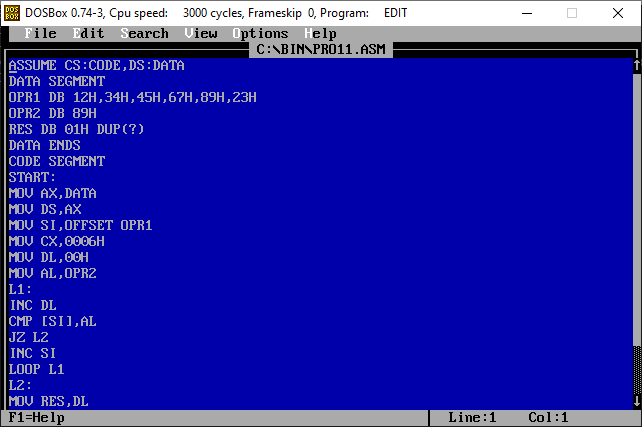 DOSBox 0.74-3, Cpu speed: 3000 cycles, Frameskip 0, Program: EDIT
File Edit Search View Options Help
C:\BIN\PRO11.ASM
ASSUME CS:CODE,DS:DATA
DATA SEGMENT
OPR1 DB 12H,34H,45H,67H,89H,23H
OPR2 DB 89H
RES DB 01H DUP(?)
DATA ENDS
CODE SEGMENT
START:
MOV AX,DATA
MOV DS,AX
MOV SI,OFFSET OPR1
MOV CX,0006H
MOV DL,00H
MOV AL,OPR2
L1:
INC DL
CMP [SI],AL
JZ L2
INC SI
LOOP L1
L2:
MOV RES,DL
F1=Help Line:1 Col:1